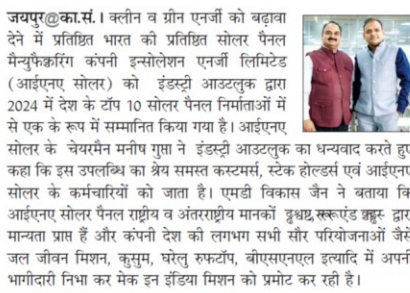 जयपुर@का.सं.। क्लीन व ग्रीन एनर्जी को बढ़ावा
देने में प्रतिष्ठित भारत की प्रतिष्ठित सोलर पैनल
मैन्युफैक्चरिंग कंपनी इन्सोलेशन एनर्जी लिमिटेड
(आईएनए सोलर) को इंडस्ट्री आउटलुक द्वारा
2024 में देश के टॉप 10 सोलर पैनल निर्माताओं में
से एक के रूप में सम्मानित किया गया है। आईएनए
सोलर के चेयरमैन मनीष गुप्ता ने इंडस्ट्री आउटलुक का धन्यवाद करते हुए
कहा कि इस उपलब्धि का श्रेय समस्त कस्टमर्स, स्टेक होल्डर्स एवं आईएनए
सोलर के कर्मचारियों को जाता है। एमडी विकास जैन ने बताया कि
आईएनए सोलर पैनल राष्ट्रीय व अंतरराष्ट्रीय मानकों द्वारा
मान्यता प्राप्त हैं और कंपनी देश की लगभग सभी सौर परियोजनाओं जैसे
जल जीवन मिशन, कुसुम, घरेलु रुफटॉप, बीएसएनएल इत्यादि में अपनी
भागीदारी निभा कर मेक इन इंडिया मिशन को प्रमोट कर रही है।